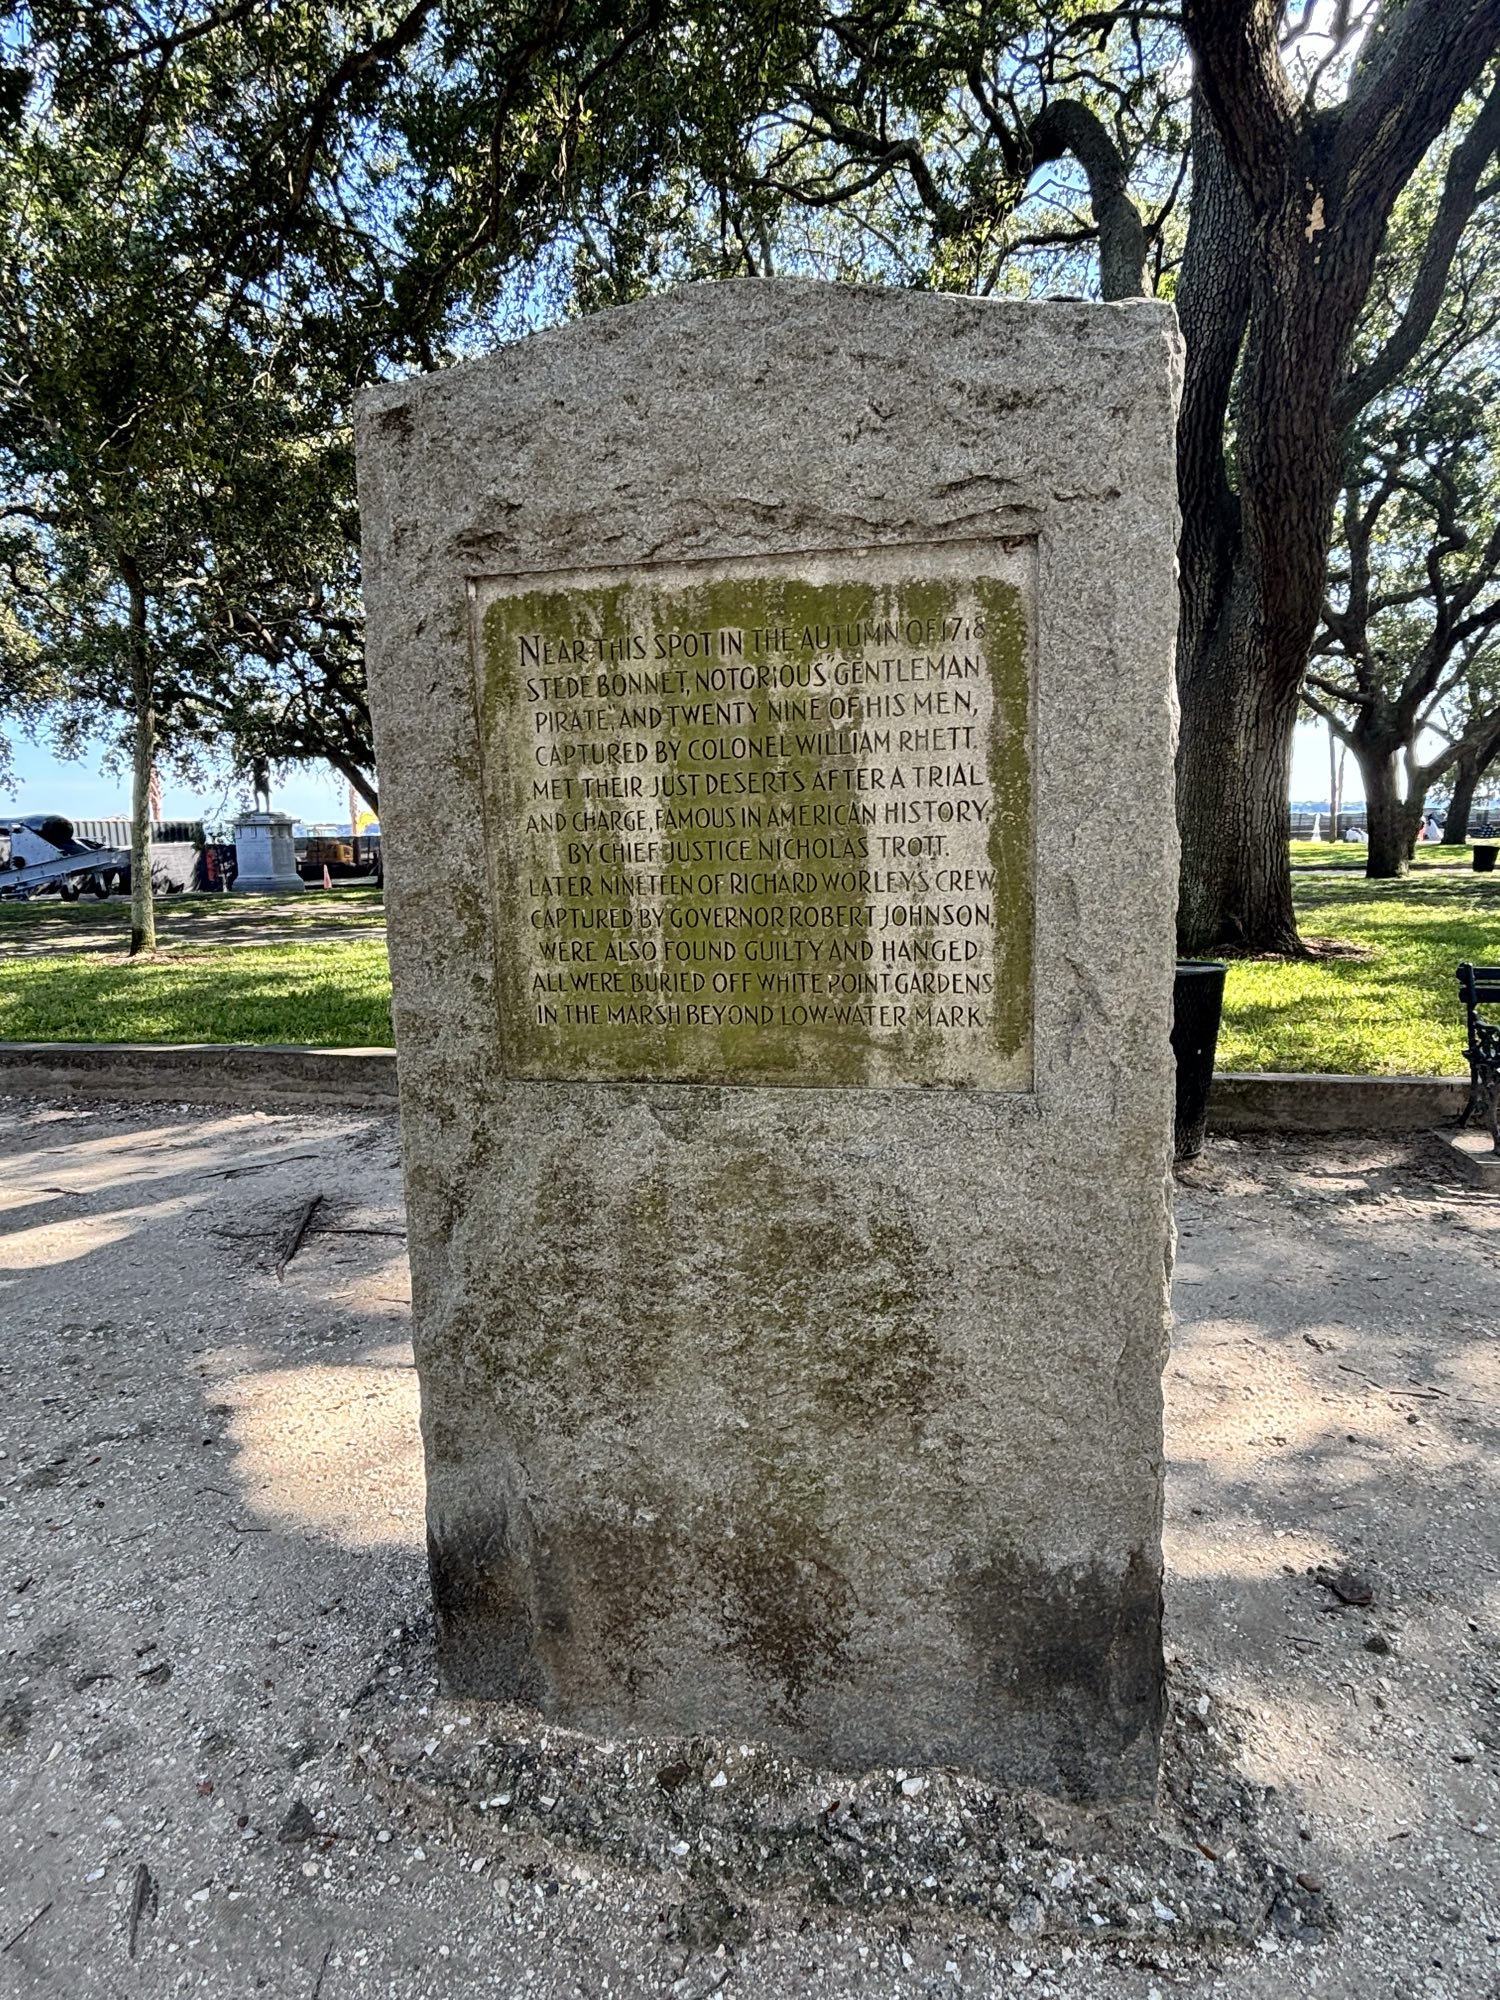 NEAR THIS SPOT IN THE AUTUMN OF 1718
STEDE BONNET, NOTORIOUS "GENTLEMAN
PIRATE", AND TWENTY NINE OF HIS MEN,
CAPTURED BY COLONEL WILLIAM RHETT.
MET THEIR JUST DESERTS AFTER A TRIAL
AND CHARGE, FAMOUS IN AMERICAN HISTORY,
BY CHIEF JUSTICE NICHOLAS TROTT.
LATER NINETEEN OF RICHARD WORLEY'S CREW,
CAPTURED BY GOVERNOR ROBERT JOHNSON,
WERE ALSO FOUND GUILTY AND HANGED.
ALL WERE BURIED OFF WHITE POINT GARDENS
IN THE MARSH BEYOND LOW-WATER MARK.